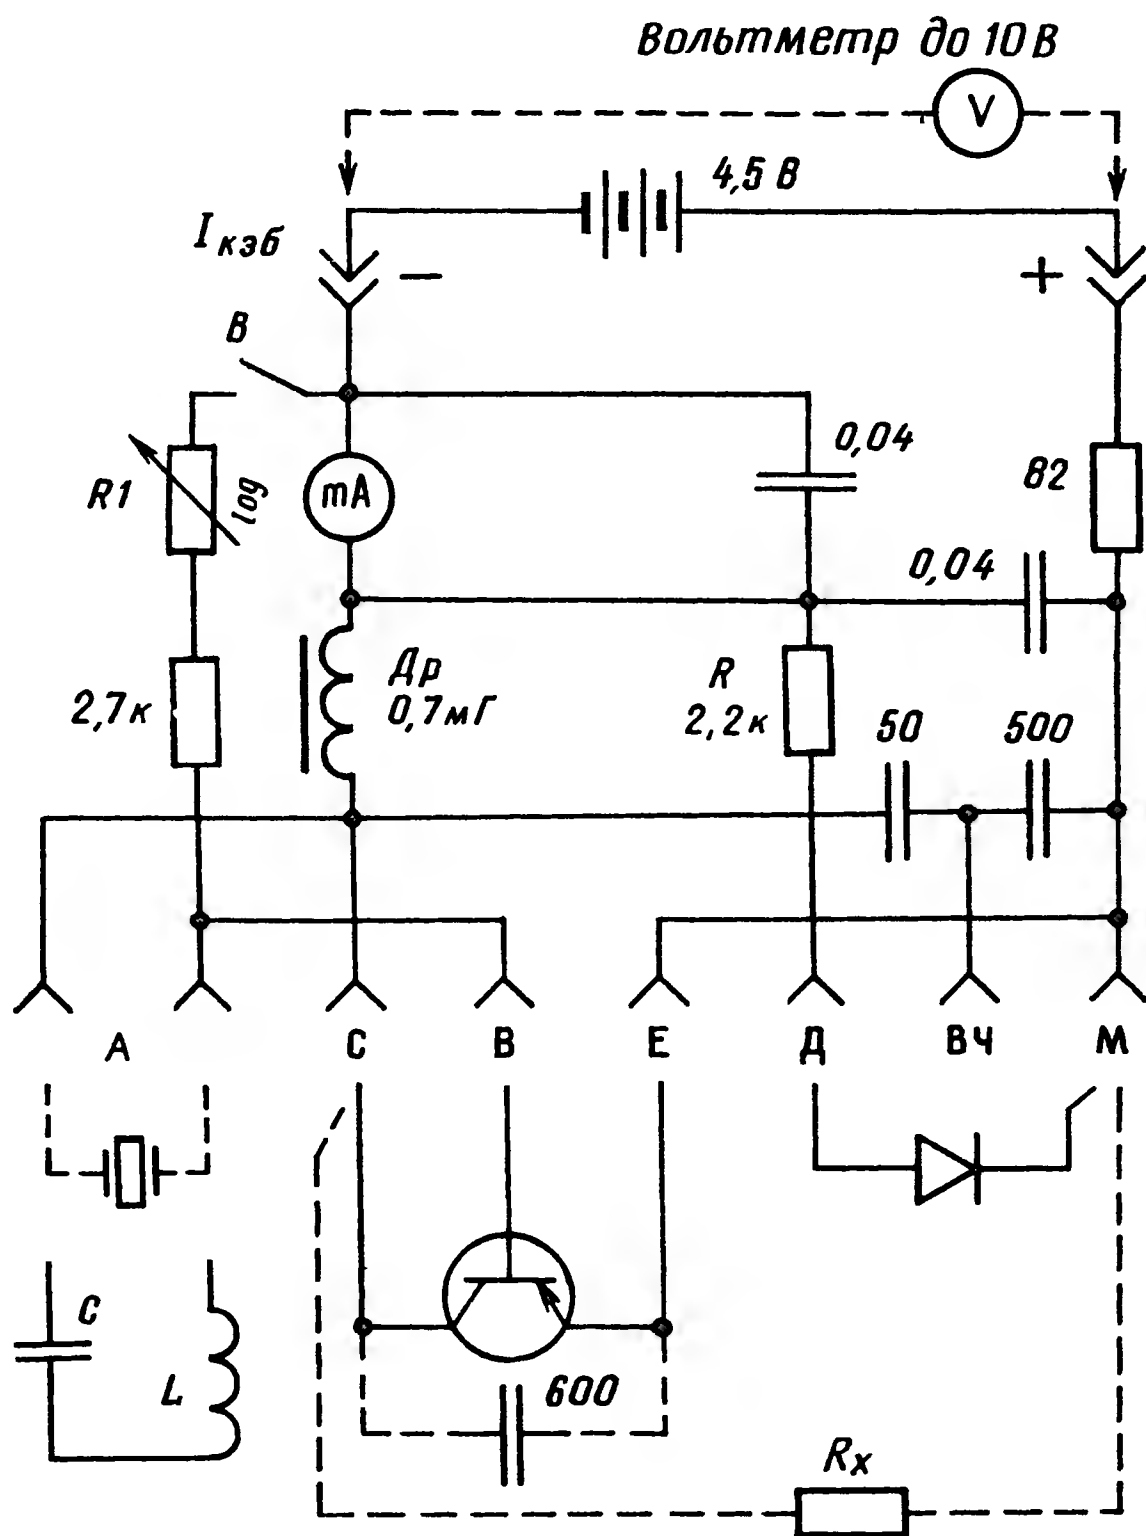 Вольтметр до 10 В
V
4,5 В
Iкэб
−
+
В
R1
log
mA
0,04
82
0,04
2,7к
Др
0,7мГ
R
2,2к
50
500
А
С
В
Е
Д
ВЧ
М
C
L
600
Rx